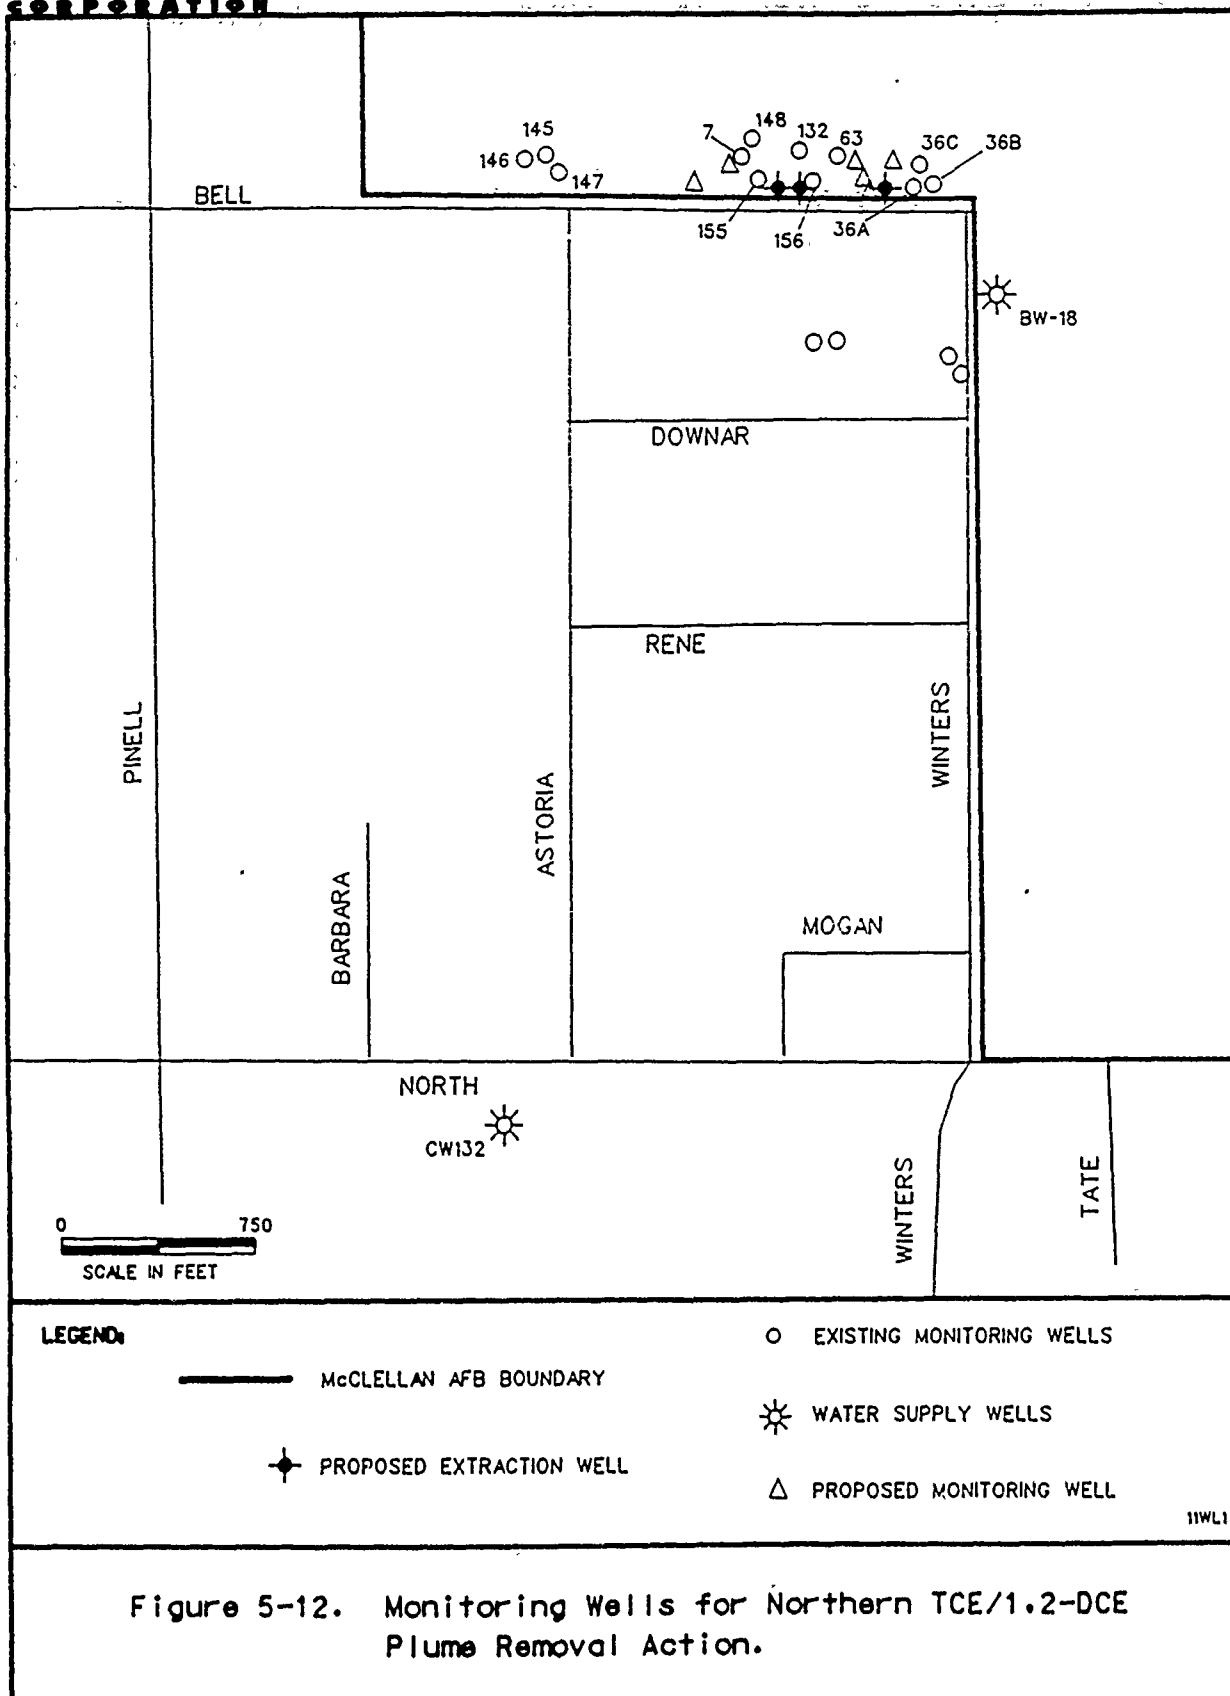 CORPORATION
145
146
147
7
148
132
63
36C
36B
BELL
155
156
36A
BW-18
DOWNAR
RENE
PINELL
WINTERS
ASTORIA
BARBARA
MOGAN
NORTH
CW132
WINTERS
TATE
0 750
SCALE IN FEET
LEGEND:
McCLELLAN AFB BOUNDARY
PROPOSED EXTRACTION WELL
EXISTING MONITORING WELLS
WATER SUPPLY WELLS
PROPOSED MONITORING WELL
11WL1
Figure 5-12. Monitoring Wells for Northern TCE/1,2-DCE
Plume Removal Action.